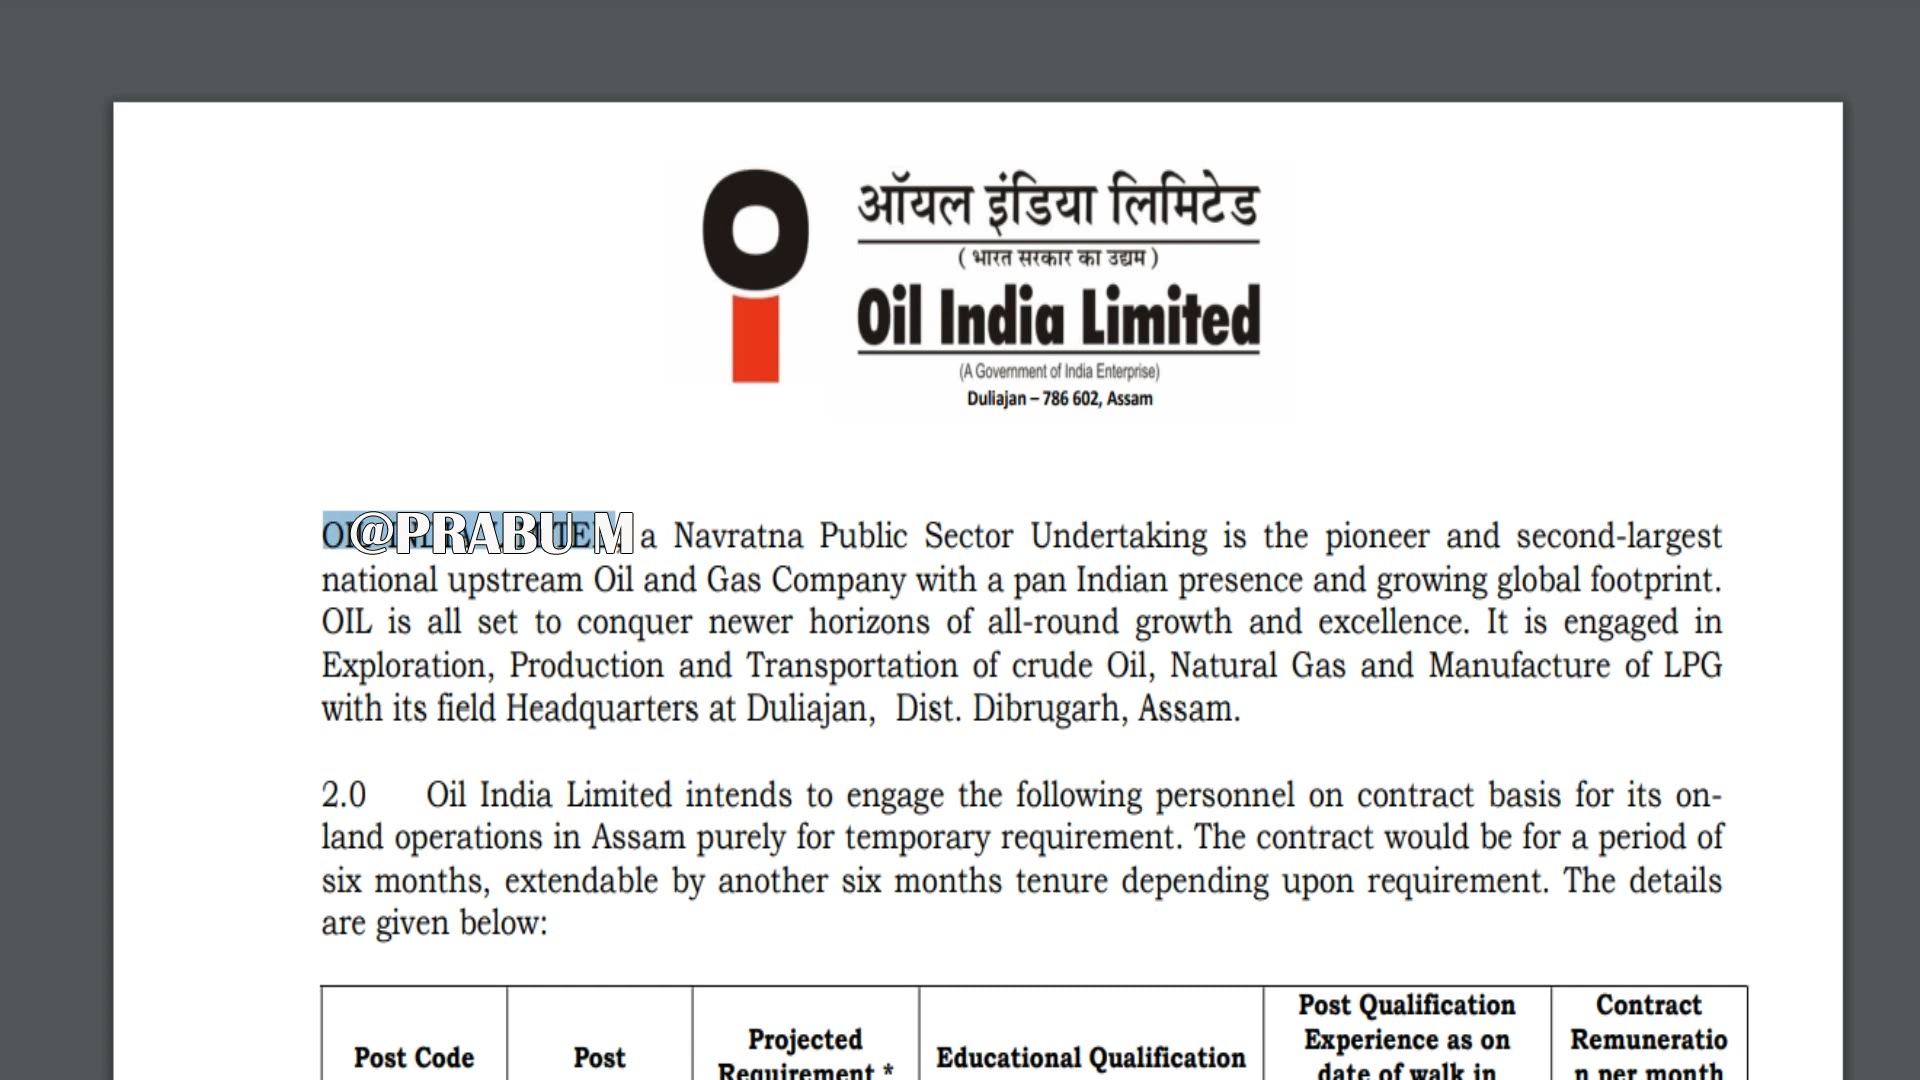 ऑयल इंडिया लिमिटेड
( भारत सरकार का उद्यम )
Oil India Limited
(A Government of India Enterprise)
Duliajan – 786 602, Assam
@PRABU M a Navratna Public Sector Undertaking is the pioneer and second-largest
national upstream Oil and Gas Company with a pan Indian presence and growing global footprint.
OIL is all set to conquer newer horizons of all-round growth and excellence. It is engaged in
Exploration, Production and Transportation of crude Oil, Natural Gas and Manufacture of LPG
with its field Headquarters at Duliajan, Dist. Dibrugarh, Assam.
2.0 Oil India Limited intends to engage the following personnel on contract basis for its on-
land operations in Assam purely for temporary requirement. The contract would be for a period of
six months, extendable by another six months tenure depending upon requirement. The details
are given below:
Post Code
Post
Projected
Requirement *
Educational Qualification
Post Qualification
Experience as on
date of walk in
Contract
Remuneratio
n per month